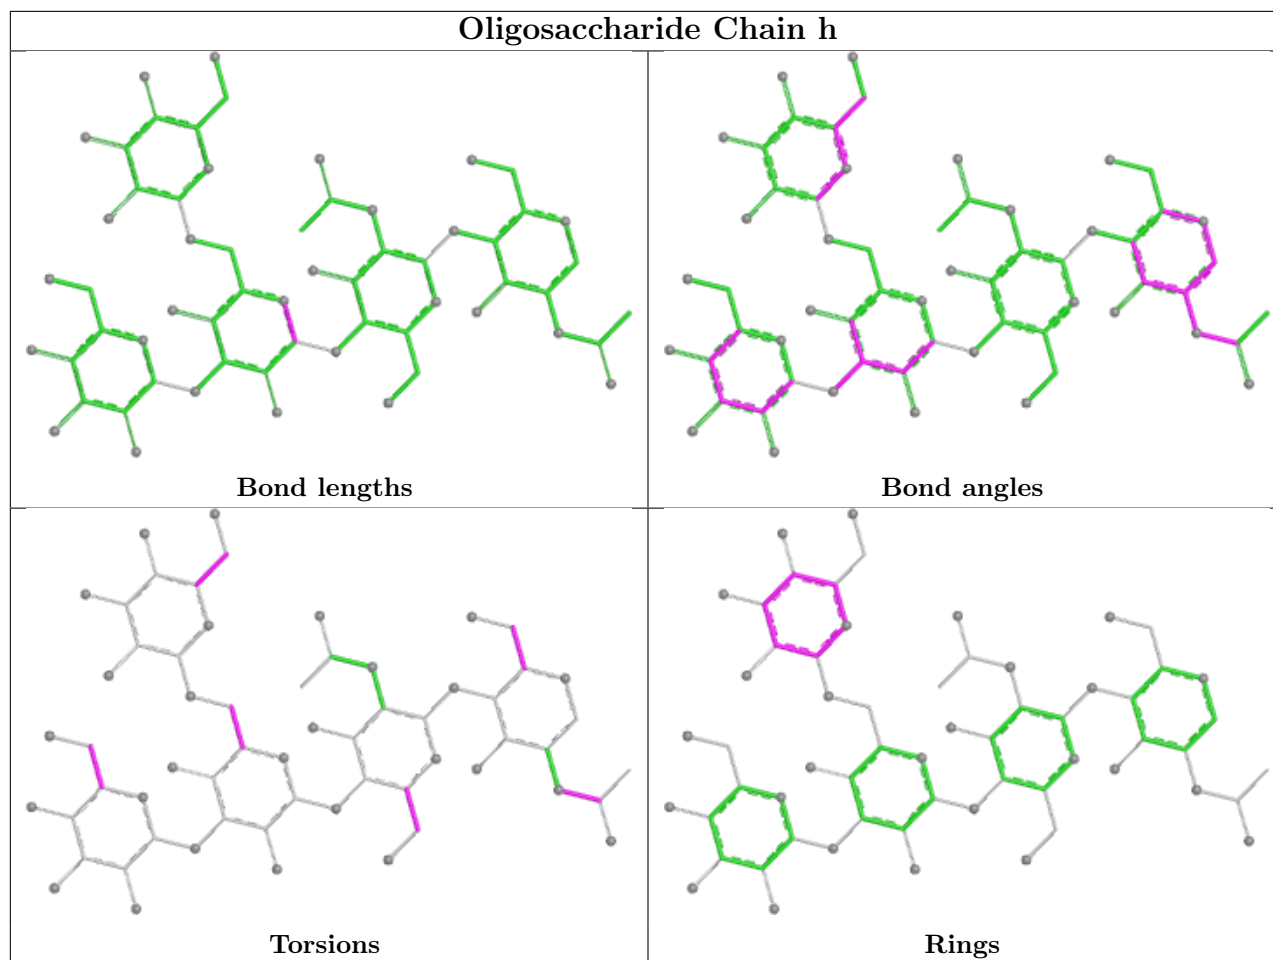 Oligosaccharide Chain h
Bond lengths
Bond angles
Torsions
Rings